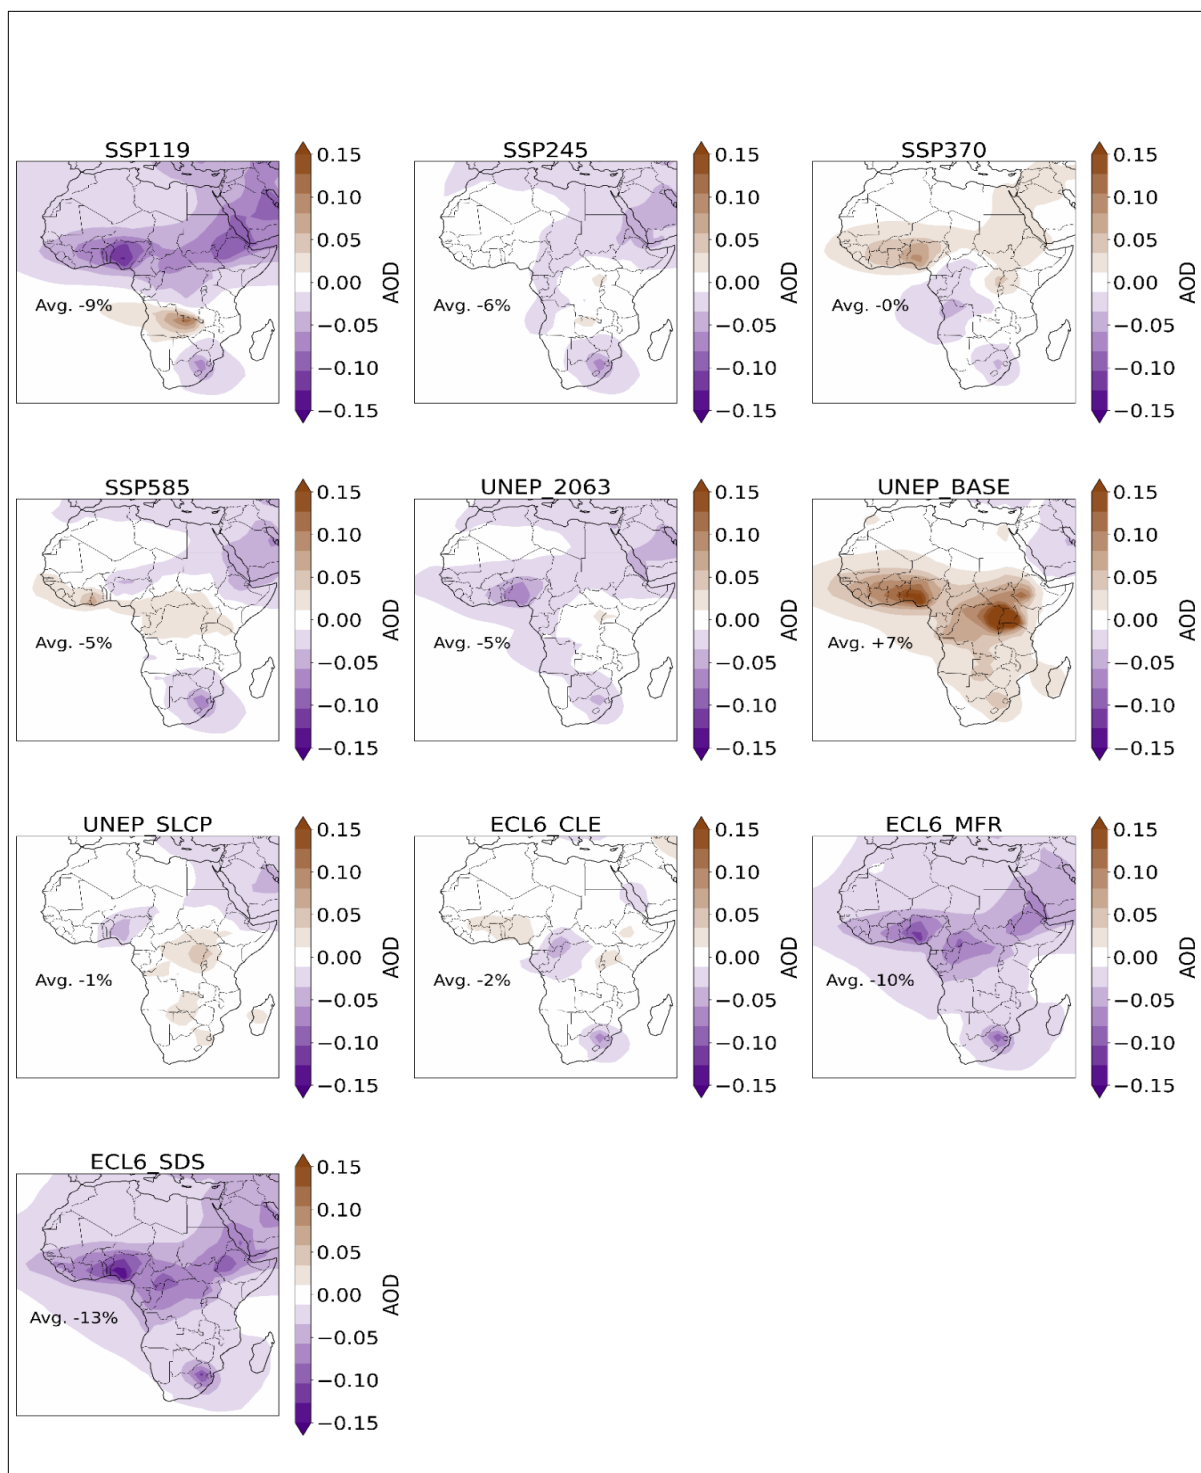 SSP119
SSP245
SSP370
0.15
0.10
0.05
0.00
−0.05
−0.10
−0.15
AOD
Avg. -9%
0.15
0.10
0.05
0.00
−0.05
−0.10
−0.15
AOD
Avg. -6%
0.15
0.10
0.05
0.00
−0.05
−0.10
−0.15
AOD
Avg. -0%
SSP585
UNEP_2063
UNEP_BASE
0.15
0.10
0.05
0.00
−0.05
−0.10
−0.15
AOD
Avg. -5%
0.15
0.10
0.05
0.00
−0.05
−0.10
−0.15
AOD
Avg. -5%
0.15
0.10
0.05
0.00
−0.05
−0.10
−0.15
AOD
Avg. +7%
UNEP_SLCP
ECL6_CLE
ECL6_MFR
0.15
0.10
0.05
0.00
−0.05
−0.10
−0.15
AOD
Avg. -1%
0.15
0.10
0.05
0.00
−0.05
−0.10
−0.15
AOD
Avg. -2%
0.15
0.10
0.05
0.00
−0.05
−0.10
−0.15
AOD
Avg. -10%
ECL6_SDS
0.15
0.10
0.05
0.00
−0.05
−0.10
−0.15
AOD
Avg. -13%